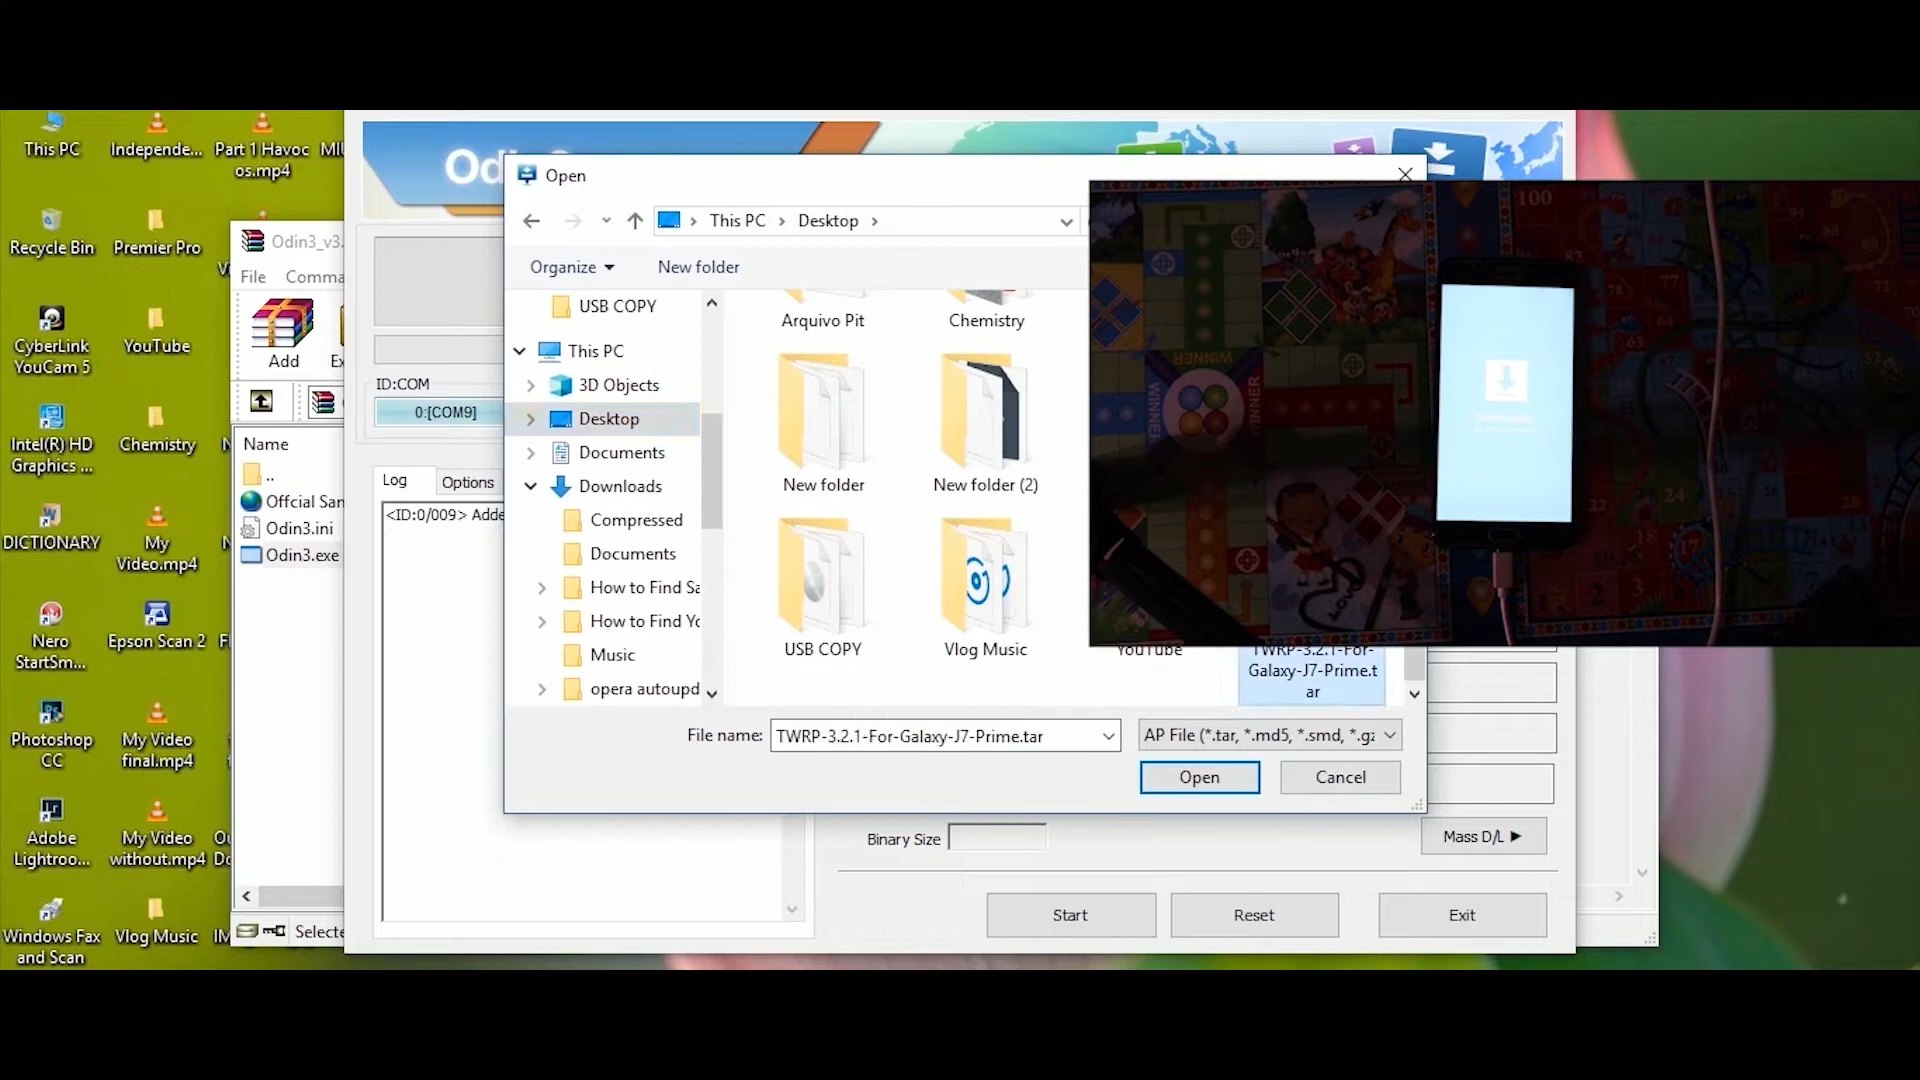 This PC
Independe...
Part 1 Havoc
os.mp4
Recycle Bin
Premier Pro
CyberLink
YouCam 5
YouTube
Intel(R) HD
Graphics ...
Chemistry
DICTIONARY
My
Video.mp4
Nero
StartSm...
Epson Scan 2
Photoshop
CC
My Video
final.mp4
Adobe
Lightroo...
My Video
without.mp4
Windows Fax
and Scan
Vlog Music
Odin3_v3.
File
Comma
Add
Name
..
Offcial San
Odin3.ini
Odin3.exe
Selecte
ID:COM
0:[COM9]
Log
Options
<ID:0/009> Adde
Open
This PC
Desktop
Organize
New folder
USB COPY
This PC
3D Objects
Desktop
Documents
Downloads
Compressed
Documents
How to Find Sa
How to Find Yo
Music
opera autoupd
Arquivo Pit
Chemistry
New folder
New folder (2)
USB COPY
Vlog Music
YouTube
TWRP-3.2.1-For-
Galaxy-J7-Prime.t
ar
File name:
TWRP-3.2.1-For-Galaxy-J7-Prime.tar
AP File (*.tar, *.md5, *.smd, *.gz
Open
Cancel
Binary Size
Mass D/L
Start
Reset
Exit
WINNER
WINNER
WINNER
100